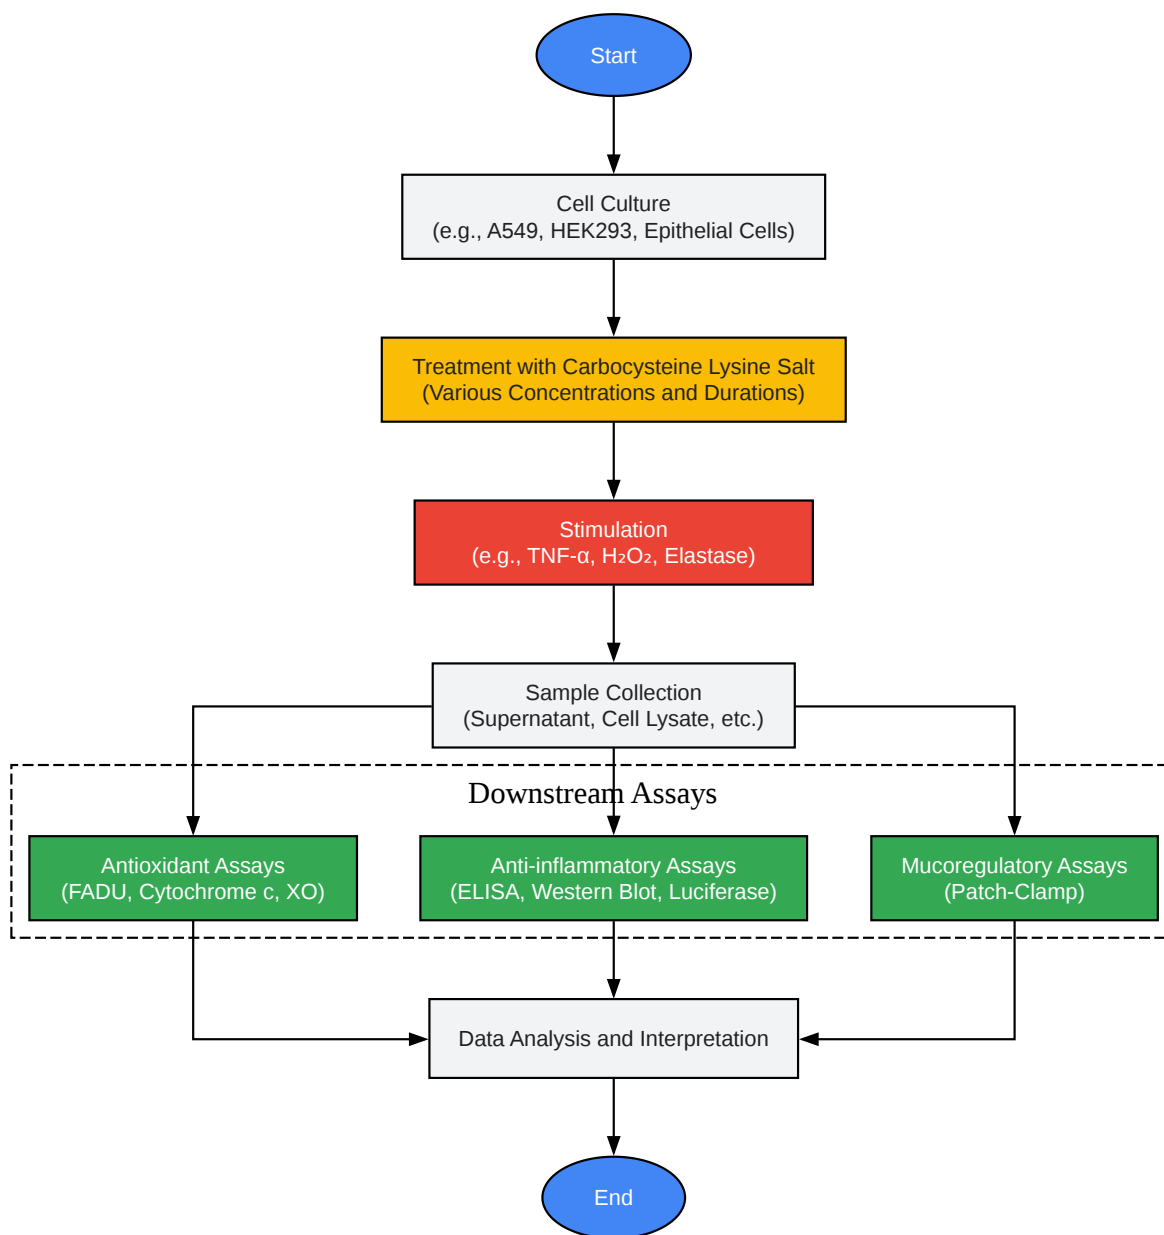 Start
Cell Culture
(e.g., A549, HEK293, Epithelial Cells)
Treatment with Carbocysteine Lysine Salt
(Various Concentrations and Durations)
Stimulation
(e.g., TNF-α, H₂O₂, Elastase)
Sample Collection
(Supernatant, Cell Lysate, etc.)
Downstream Assays
Antioxidant Assays
(FADU, Cytochrome c, XO)
Anti-inflammatory Assays
(ELISA, Western Blot, Luciferase)
Mucoregulatory Assays
(Patch-Clamp)
Data Analysis and Interpretation
End